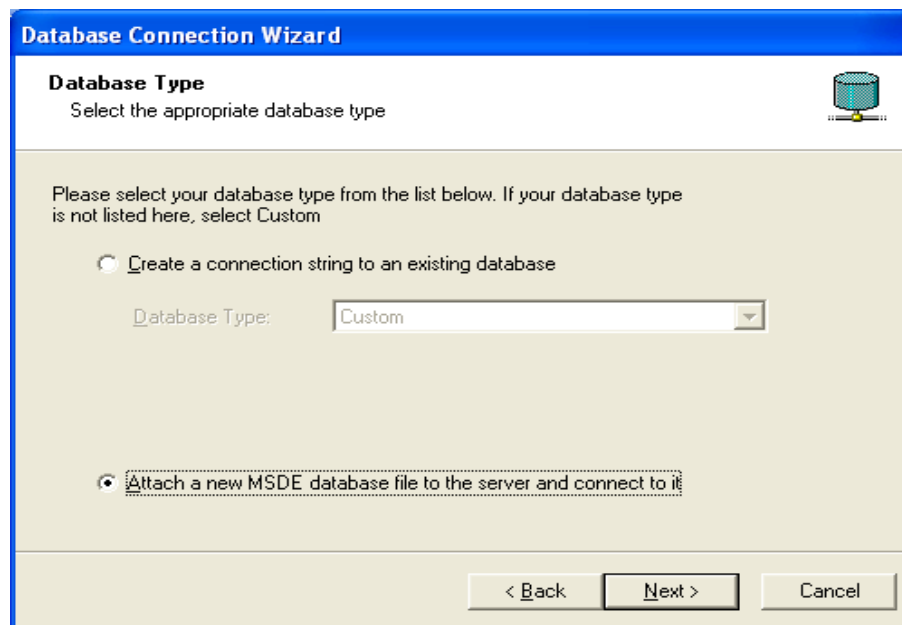 Database Connection Wizard
Database Type
Select the appropriate database type
Please select your database type from the list below. If your database type
is not listed here, select Custom
Create a connection string to an existing database
Database Type: Custom
Attach a new MSDE database file to the server and connect to it
< Back Next > Cancel